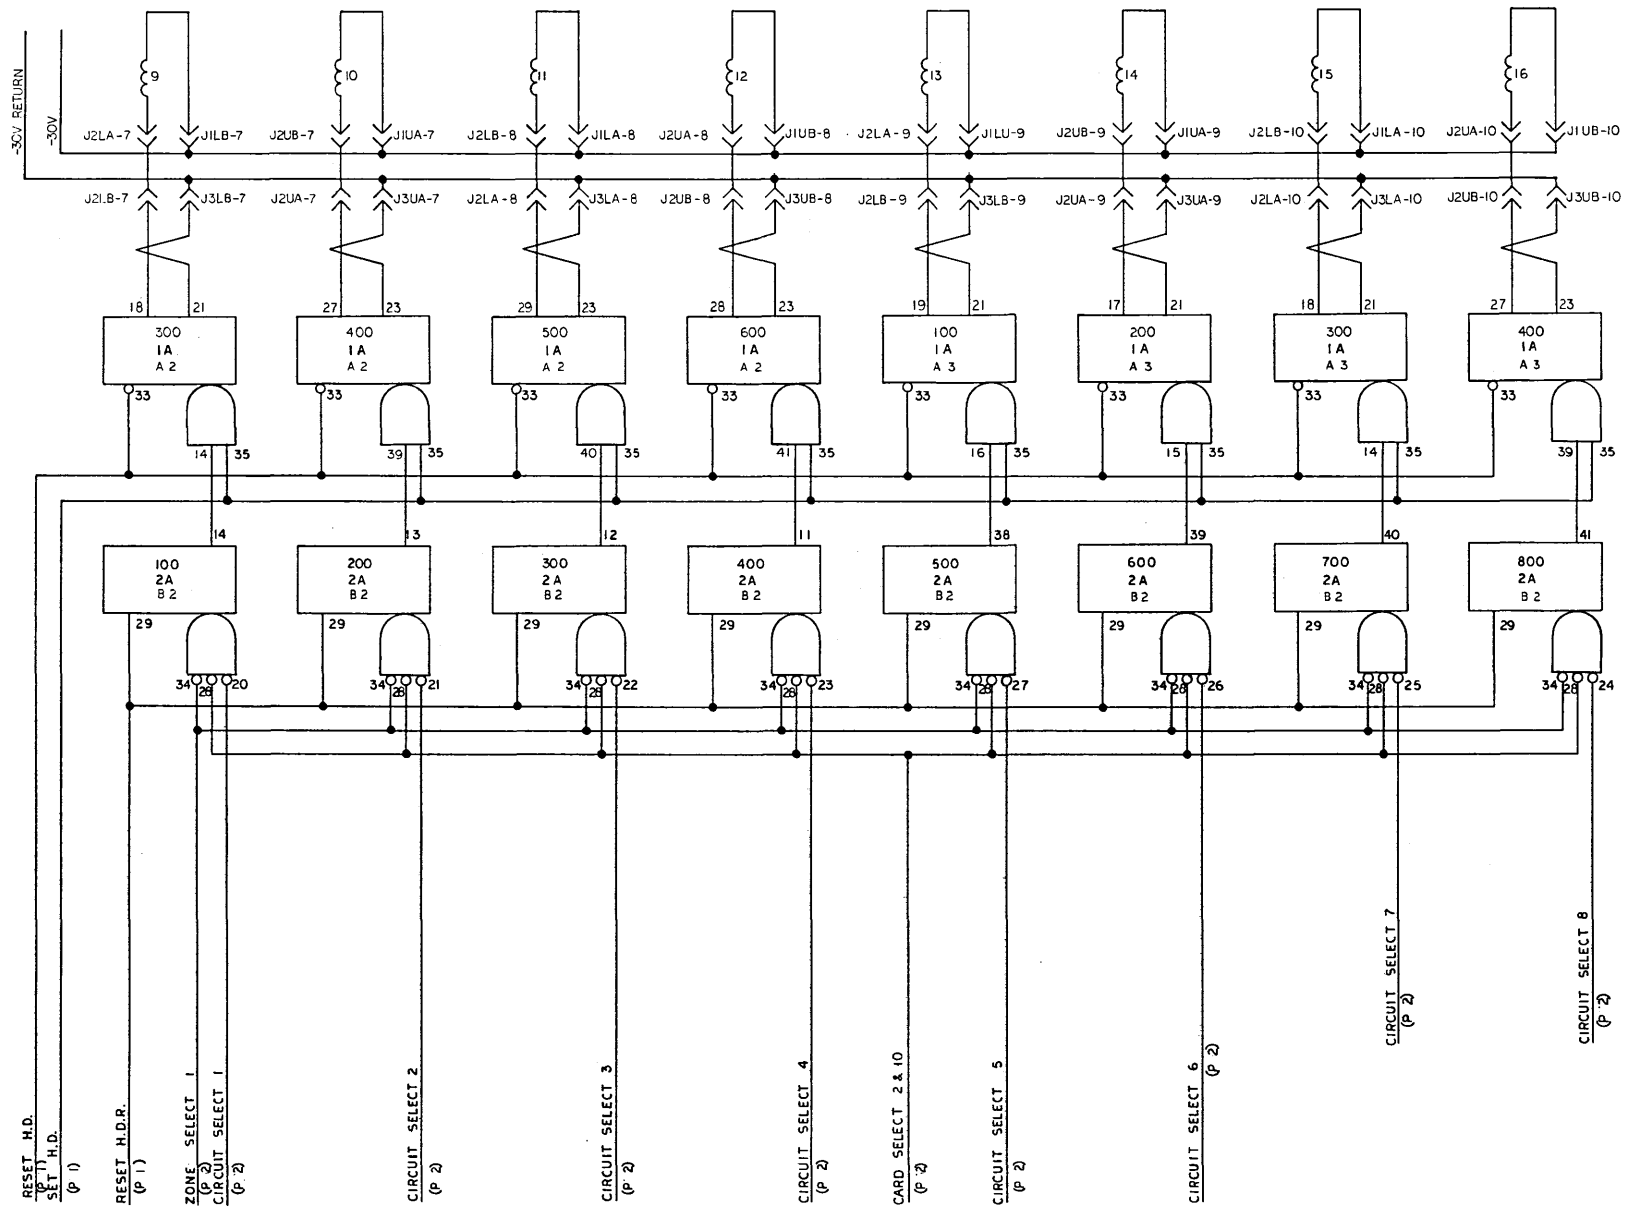 -30V RETURN
-30V
9 10 11 12 13 14 15 16
J2LA-7 J1LB-7 J2UB-7 J1UA-7 J2LB-8 J1LA-8 J2UA-8 J1UB-8 J2LA-9 J1LU-9 J2UB-9 J1UA-9 J2LB-10 J1LA-10 J2UA-10 J1UB-10
J2LB-7 J3LB-7 J2UA-7 J3UA-7 J2LA-8 J3LA-8 J2UB-8 J3UB-8 J2LB-9 J3LB-9 J2UA-9 J3UA-9 J2LA-10 J3LA-10 J2UB-10 J3UB-10
18 21 27 23 29 23 28 23 19 21 17 21 18 21 27 23
300 400 500 600 100 200 300 400
1A 1A 1A 1A 1A 1A 1A 1A
A2 A2 A2 A2 A3 A3 A3 A3
33 33 33 33 33 33 33 33
14 35 39 35 40 35 41 35 16 35 15 35 14 35 39 35
14 13 12 11 38 39 40 41
100 200 300 400 500 600 700 800
2A 2A 2A 2A 2A 2A 2A 2A
B2 B2 B2 B2 B2 B2 B2 B2
29 29 29 29 29 29 29 29
34 28 20 34 28 21 34 28 22 34 28 23 34 28 27 34 28 26 34 28 25 34 28 24
RESET H.D.
(P 1)
SET H.D.
(P 1)
RESET H.D.R.
(P 1)
ZONE SELECT 1
(P 2)
CIRCUIT SELECT 1
(P 2)
CIRCUIT SELECT 2
(P 2)
CIRCUIT SELECT 3
(P 2)
CIRCUIT SELECT 4
(P 2)
CARD SELECT 2 & 10
(P 2)
CIRCUIT SELECT 5
(P 2)
CIRCUIT SELECT 6
(P 2)
CIRCUIT SELECT 7
(P 2)
CIRCUIT SELECT 8
(P 2)